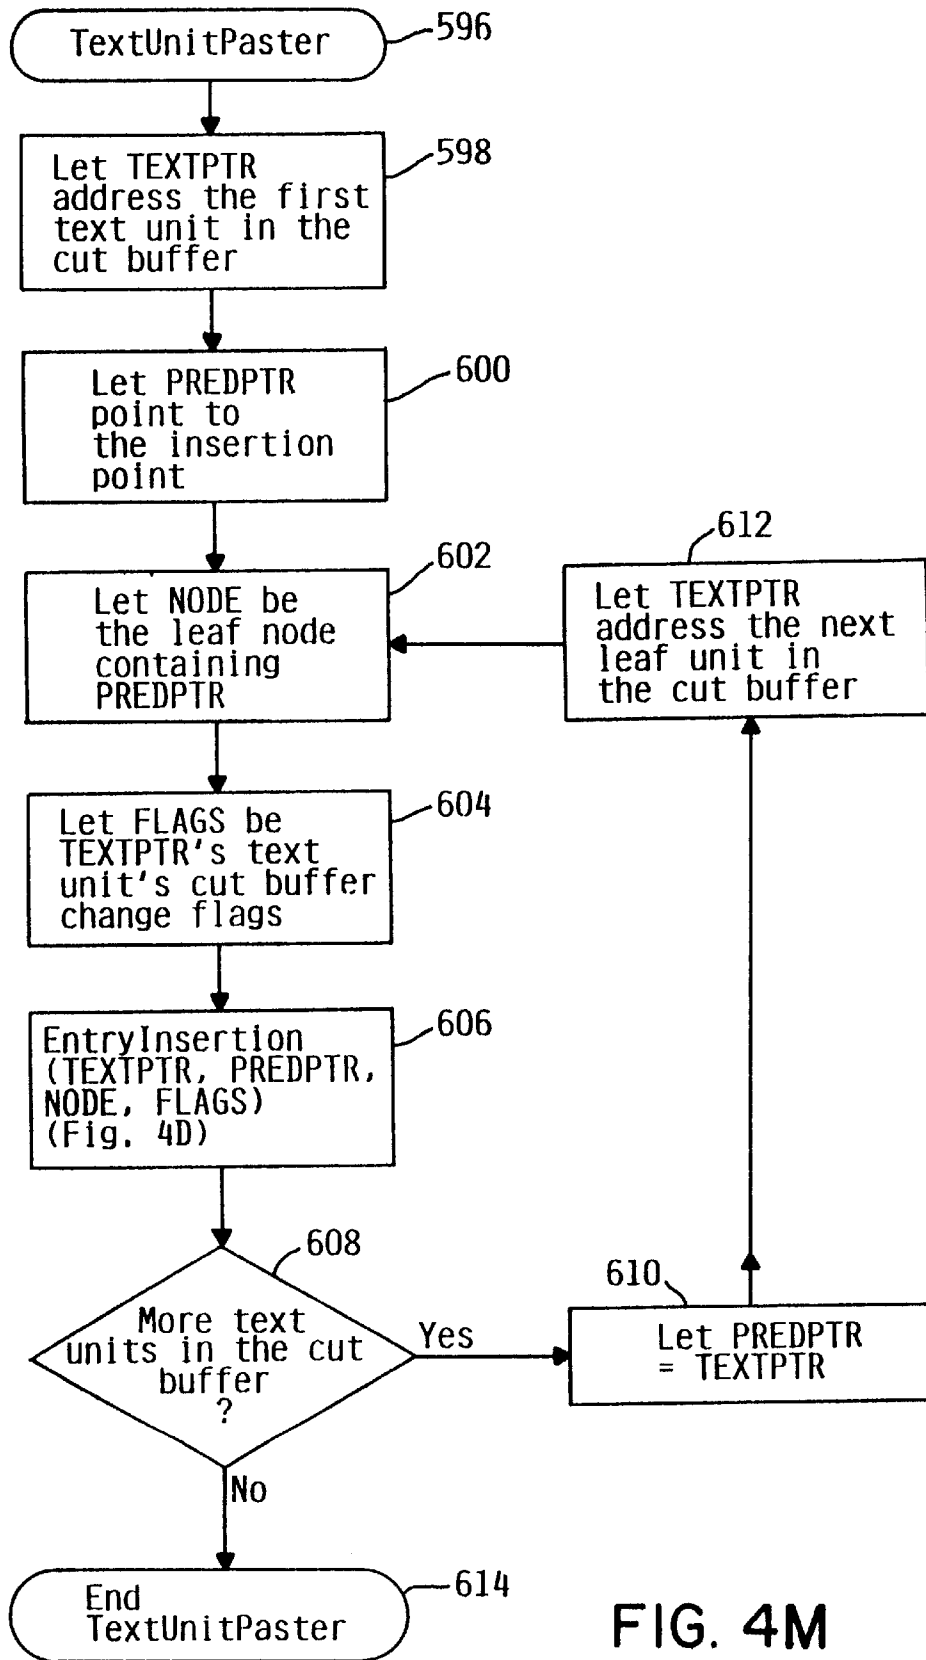 TextUnitPaster
596
Let TEXTPTR
address the first
text unit in the
cut buffer
598
Let PREDPTR
point to
the insertion
point
600
Let NODE be
the leaf node
containing
PREDPTR
602
612
Let TEXTPTR
address the next
leaf unit in
the cut buffer
Let FLAGS be
TEXTPTR's text
unit's cut buffer
change flags
604
EntryInsertion
(TEXTPTR, PREDPTR,
NODE, FLAGS)
(Fig. 4D)
606
608
More text
units in the cut
buffer
?
Yes
610
Let PREDPTR
= TEXTPTR
No
End
TextUnitPaster
614
FIG. 4M